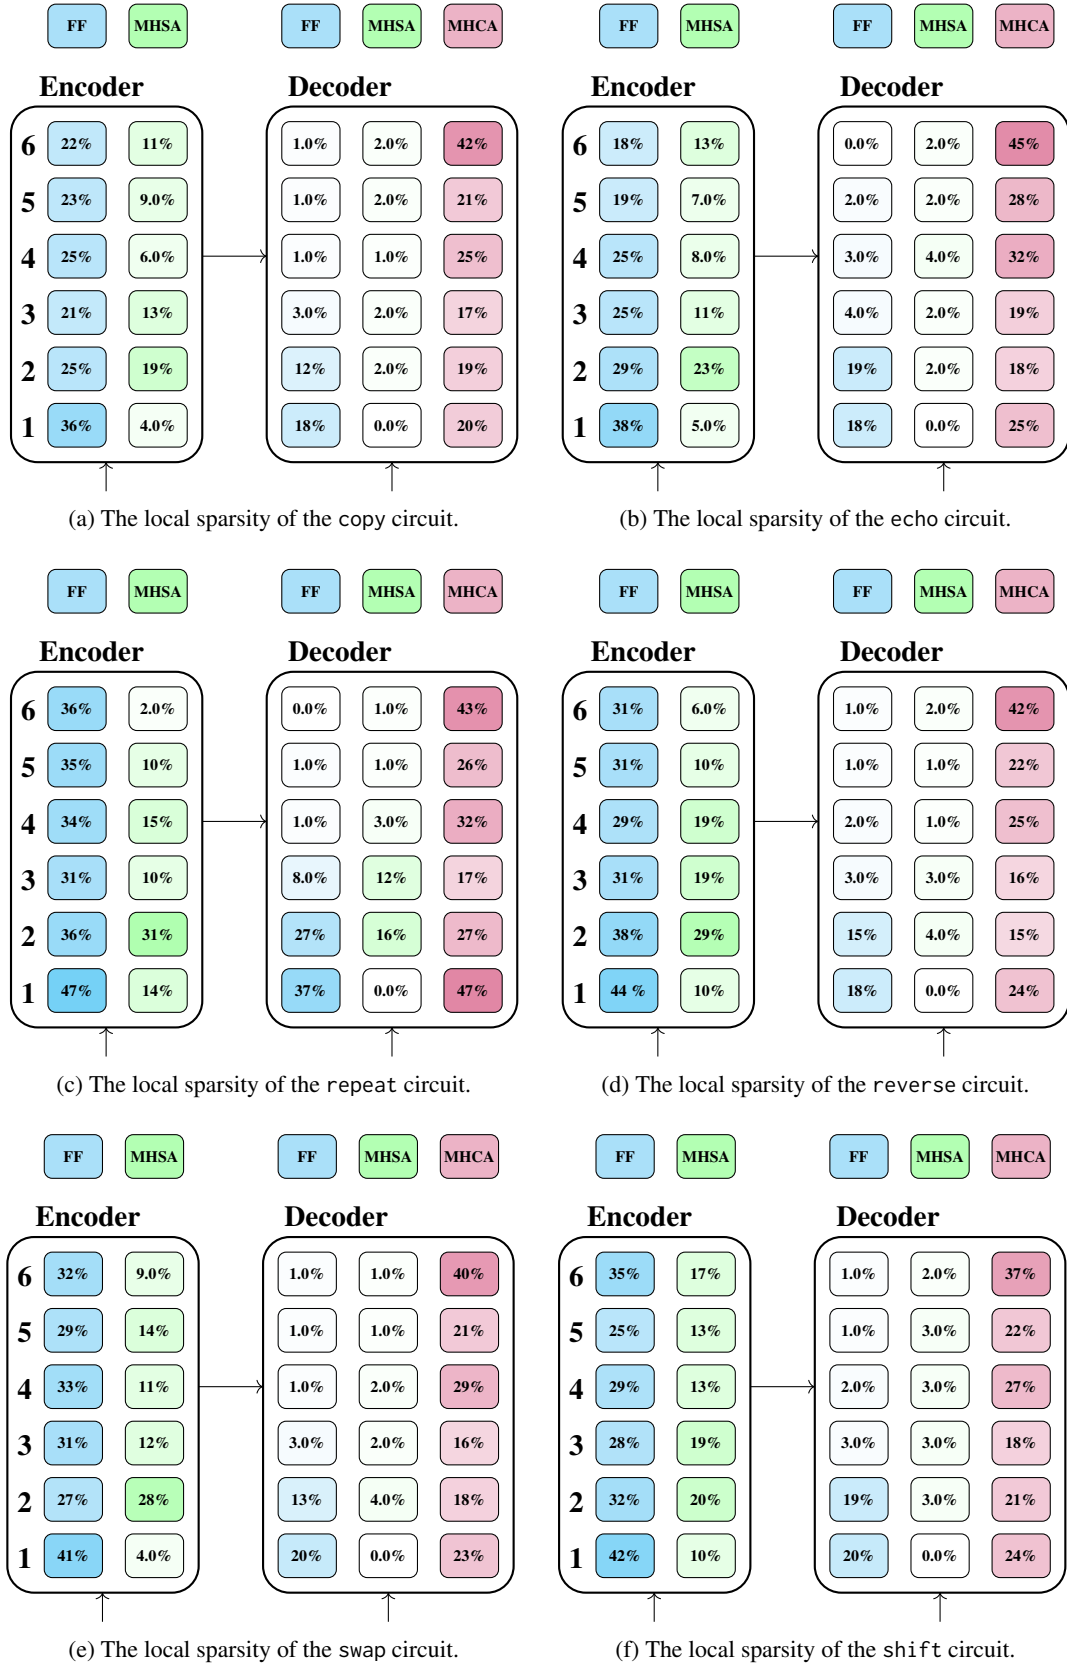 FF MHSA FF MHSA MHCA FF MHSA FF MHSA MHCA
Encoder Decoder Encoder Decoder
6 22% 11% 1.0% 2.0% 42% 6 18% 13% 0.0% 2.0% 45%
5 23% 9.0% 1.0% 2.0% 21% 5 19% 7.0% 2.0% 2.0% 28%
4 25% 6.0% 1.0% 1.0% 25% 4 25% 8.0% 3.0% 4.0% 32%
3 21% 13% 3.0% 2.0% 17% 3 25% 11% 4.0% 2.0% 19%
2 25% 19% 12% 2.0% 19% 2 29% 23% 19% 2.0% 18%
1 36% 4.0% 18% 0.0% 20% 1 38% 5.0% 18% 0.0% 25%
(a) The local sparsity of the copy circuit. (b) The local sparsity of the echo circuit.
FF MHSA FF MHSA MHCA FF MHSA FF MHSA MHCA
Encoder Decoder Encoder Decoder
6 36% 2.0% 0.0% 1.0% 43% 6 31% 6.0% 1.0% 2.0% 42%
5 35% 10% 1.0% 1.0% 26% 5 31% 10% 1.0% 1.0% 22%
4 34% 15% 1.0% 3.0% 32% 4 29% 19% 2.0% 1.0% 25%
3 31% 10% 8.0% 12% 17% 3 31% 19% 3.0% 3.0% 16%
2 36% 31% 27% 16% 27% 2 38% 29% 15% 4.0% 15%
1 47% 14% 37% 0.0% 47% 1 44 % 10% 18% 0.0% 24%
(c) The local sparsity of the repeat circuit. (d) The local sparsity of the reverse circuit.
FF MHSA FF MHSA MHCA FF MHSA FF MHSA MHCA
Encoder Decoder Encoder Decoder
6 32% 9.0% 1.0% 1.0% 40% 6 35% 17% 1.0% 2.0% 37%
5 29% 14% 1.0% 1.0% 21% 5 25% 13% 1.0% 3.0% 22%
4 33% 11% 1.0% 2.0% 29% 4 29% 13% 2.0% 3.0% 27%
3 31% 12% 3.0% 2.0% 16% 3 28% 19% 3.0% 3.0% 18%
2 27% 28% 13% 4.0% 18% 2 32% 20% 19% 3.0% 21%
1 41% 4.0% 20% 0.0% 23% 1 42% 10% 20% 0.0% 24%
(e) The local sparsity of the swap circuit. (f) The local sparsity of the shift circuit.